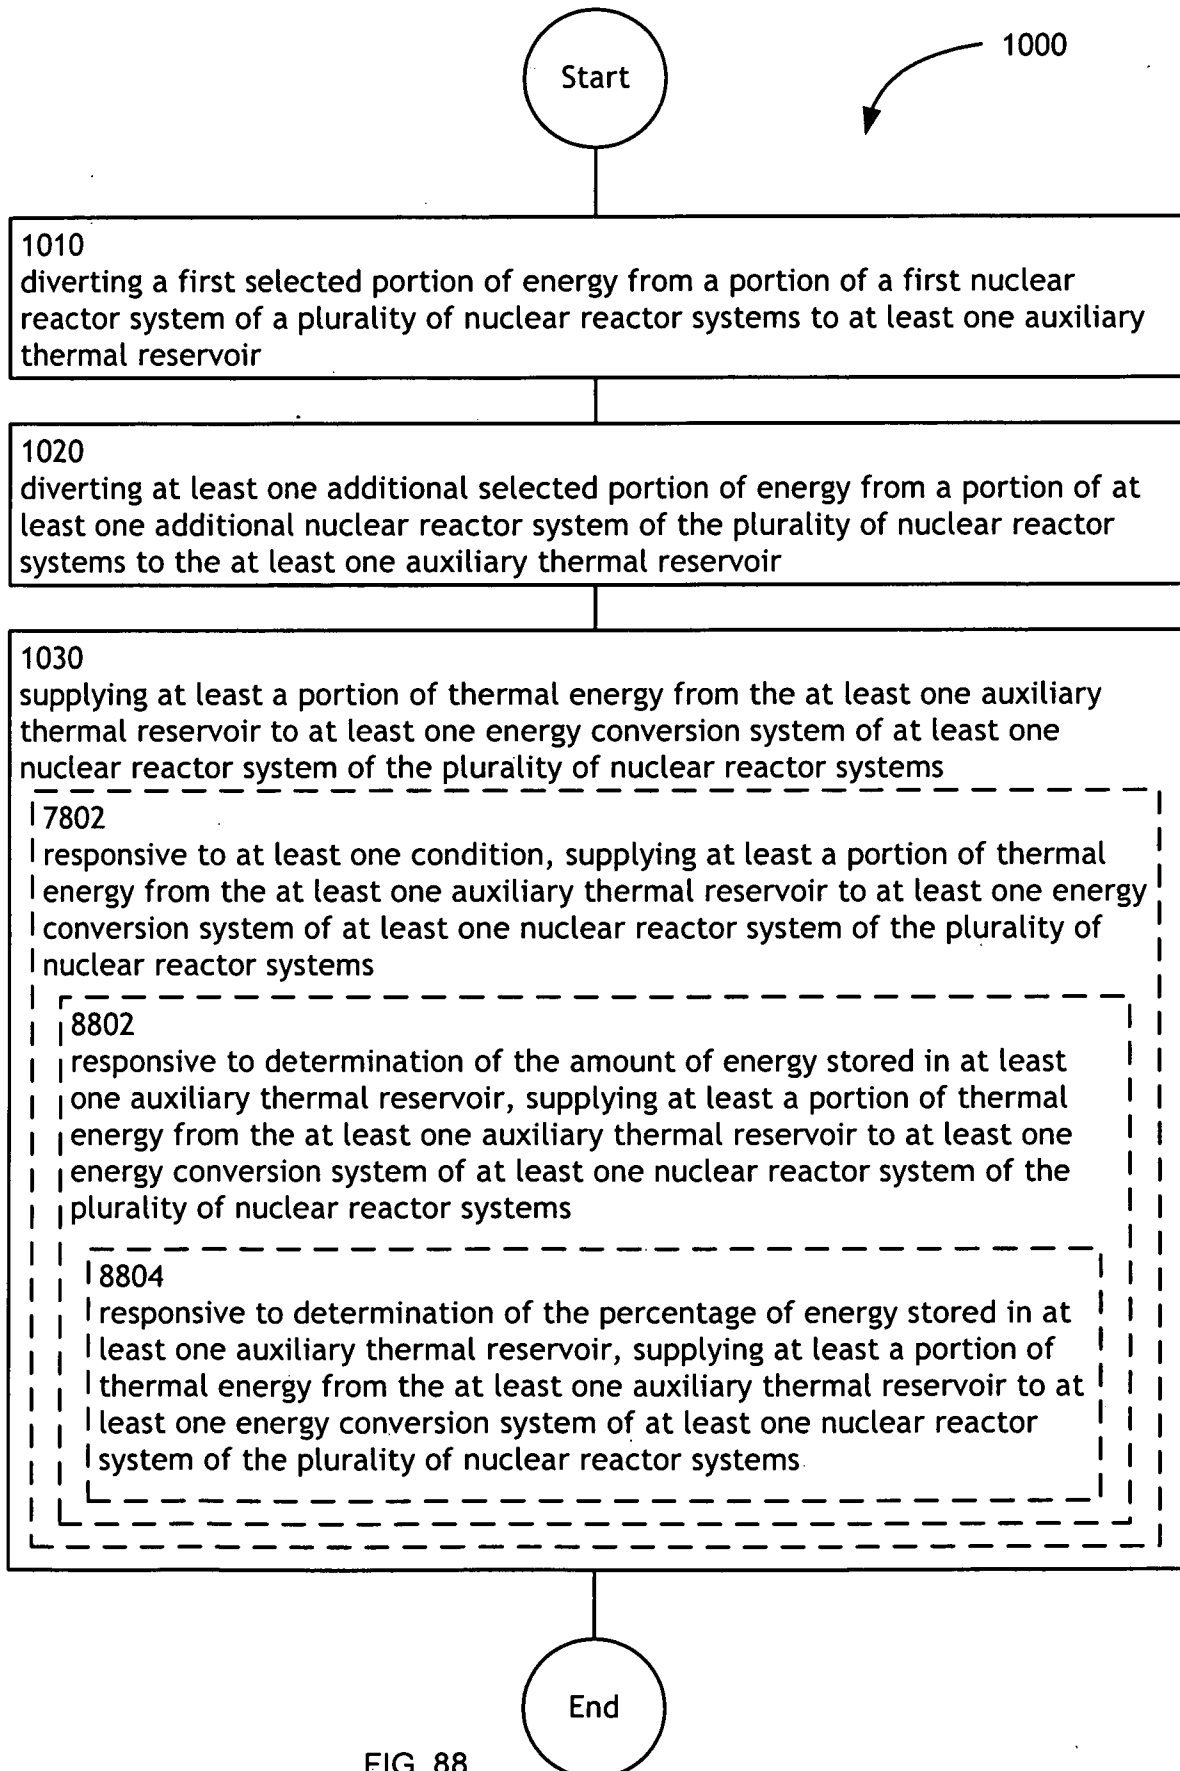 Start
1000
1010
diverting a first selected portion of energy from a portion of a first nuclear
reactor system of a plurality of nuclear reactor systems to at least one auxiliary
thermal reservoir
1020
diverting at least one additional selected portion of energy from a portion of at
least one additional nuclear reactor system of the plurality of nuclear reactor
systems to the at least one auxiliary thermal reservoir
1030
supplying at least a portion of thermal energy from the at least one auxiliary
thermal reservoir to at least one energy conversion system of at least one
nuclear reactor system of the plurality of nuclear reactor systems
7802
responsive to at least one condition, supplying at least a portion of thermal
energy from the at least one auxiliary thermal reservoir to at least one energy
conversion system of at least one nuclear reactor system of the plurality of
nuclear reactor systems
8802
responsive to determination of the amount of energy stored in at least
one auxiliary thermal reservoir, supplying at least a portion of thermal
energy from the at least one auxiliary thermal reservoir to at least one
energy conversion system of at least one nuclear reactor system of the
plurality of nuclear reactor systems
8804
responsive to determination of the percentage of energy stored in at
least one auxiliary thermal reservoir, supplying at least a portion of
thermal energy from the at least one auxiliary thermal reservoir to at
least one energy conversion system of at least one nuclear reactor
system of the plurality of nuclear reactor systems
End
FIG. 88